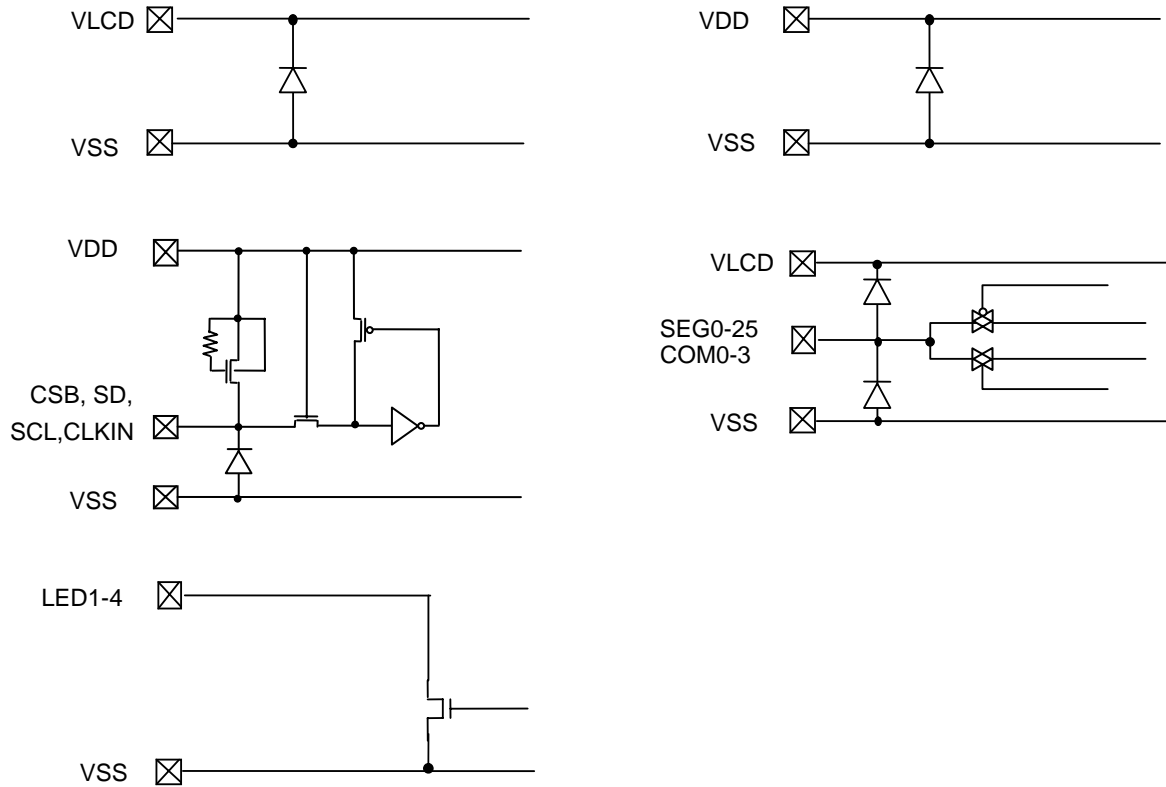 VLCD
VSS
VDD
VSS
VDD
CSB, SD,
SCL,CLKIN
VSS
VLCD
SEG0-25
COM0-3
VSS
LED1-4
VSS